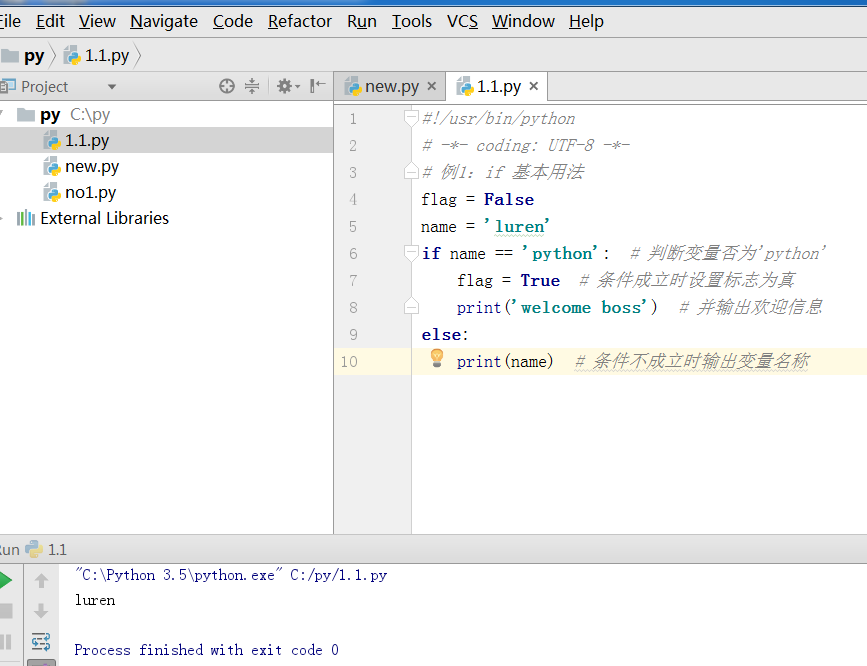 File Edit View Navigate Code Refactor Run Tools VCS Window Help
py 1.1.py
Project
new.py 1.1.py
py C:\py
1.1.py
new.py
no1.py
External Libraries
1 #!/usr/bin/python
2 # -*- coding: UTF-8 -*-
3 # 例1: if 基本用法
4 flag = False
5 name = 'luren'
6 if name == 'python': # 判断变量否为'python'
7 flag = True # 条件成立时设置标志为真
8 print('welcome boss') # 并输出欢迎信息
9 else:
10 print(name) # 条件不成立时输出变量名称
Run 1.1
"C:\Python 3.5\python.exe" C:/py/1.1.py
luren
Process finished with exit code 0